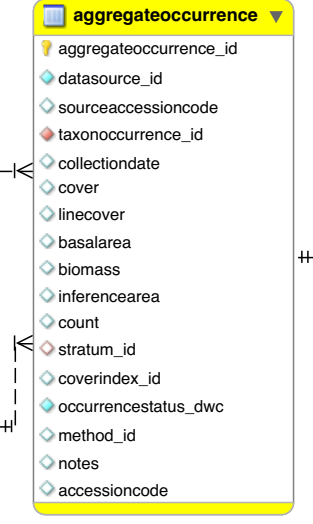 aggregateoccurrence
aggregateoccurrence_id
datasource_id
sourceaccessioncode
taxonoccurrence_id
collectiondate
cover
linecover
basalarea
biomass
inferencearea
count
stratum_id
coverindex_id
occurrencestatus_dwc
method_id
notes
accessioncode